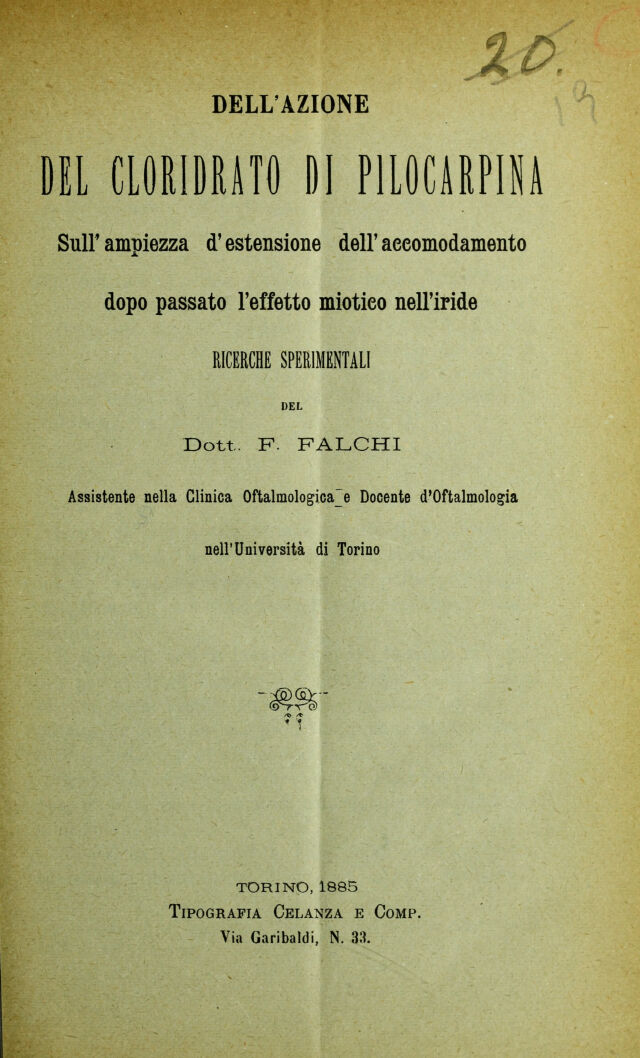 20.
19
DELL'AZIONE
DEL CLORIDRATO DI PILOCARPINA
Sull' ampiezza d' estensione dell' accomodamento
dopo passato l'effetto miotico nell'iride
RICERCHE SPERIMENTALI
DEL
Dott. F. FALCHI
Assistente nella Clinica Oftalmologica e Docente d'Oftalmologia
nell'Università di Torino
TORINO, 1885
TIPOGRAFIA CELANZA E COMP.
Via Garibaldi, N. 33.